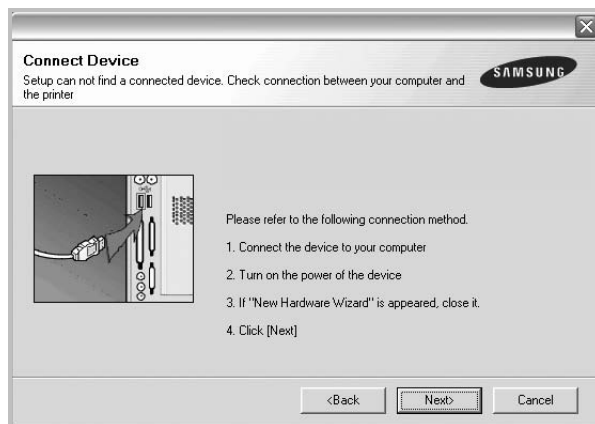 Connect Device
Setup can not find a connected device. Check connection between your computer and
the printer
SAMSUNG
Please refer to the following connection method.
1. Connect the device to your computer
2. Turn on the power of the device
3. If "New Hardware Wizard" is appeared, close it.
4. Click [Next]
<Back
Next>
Cancel